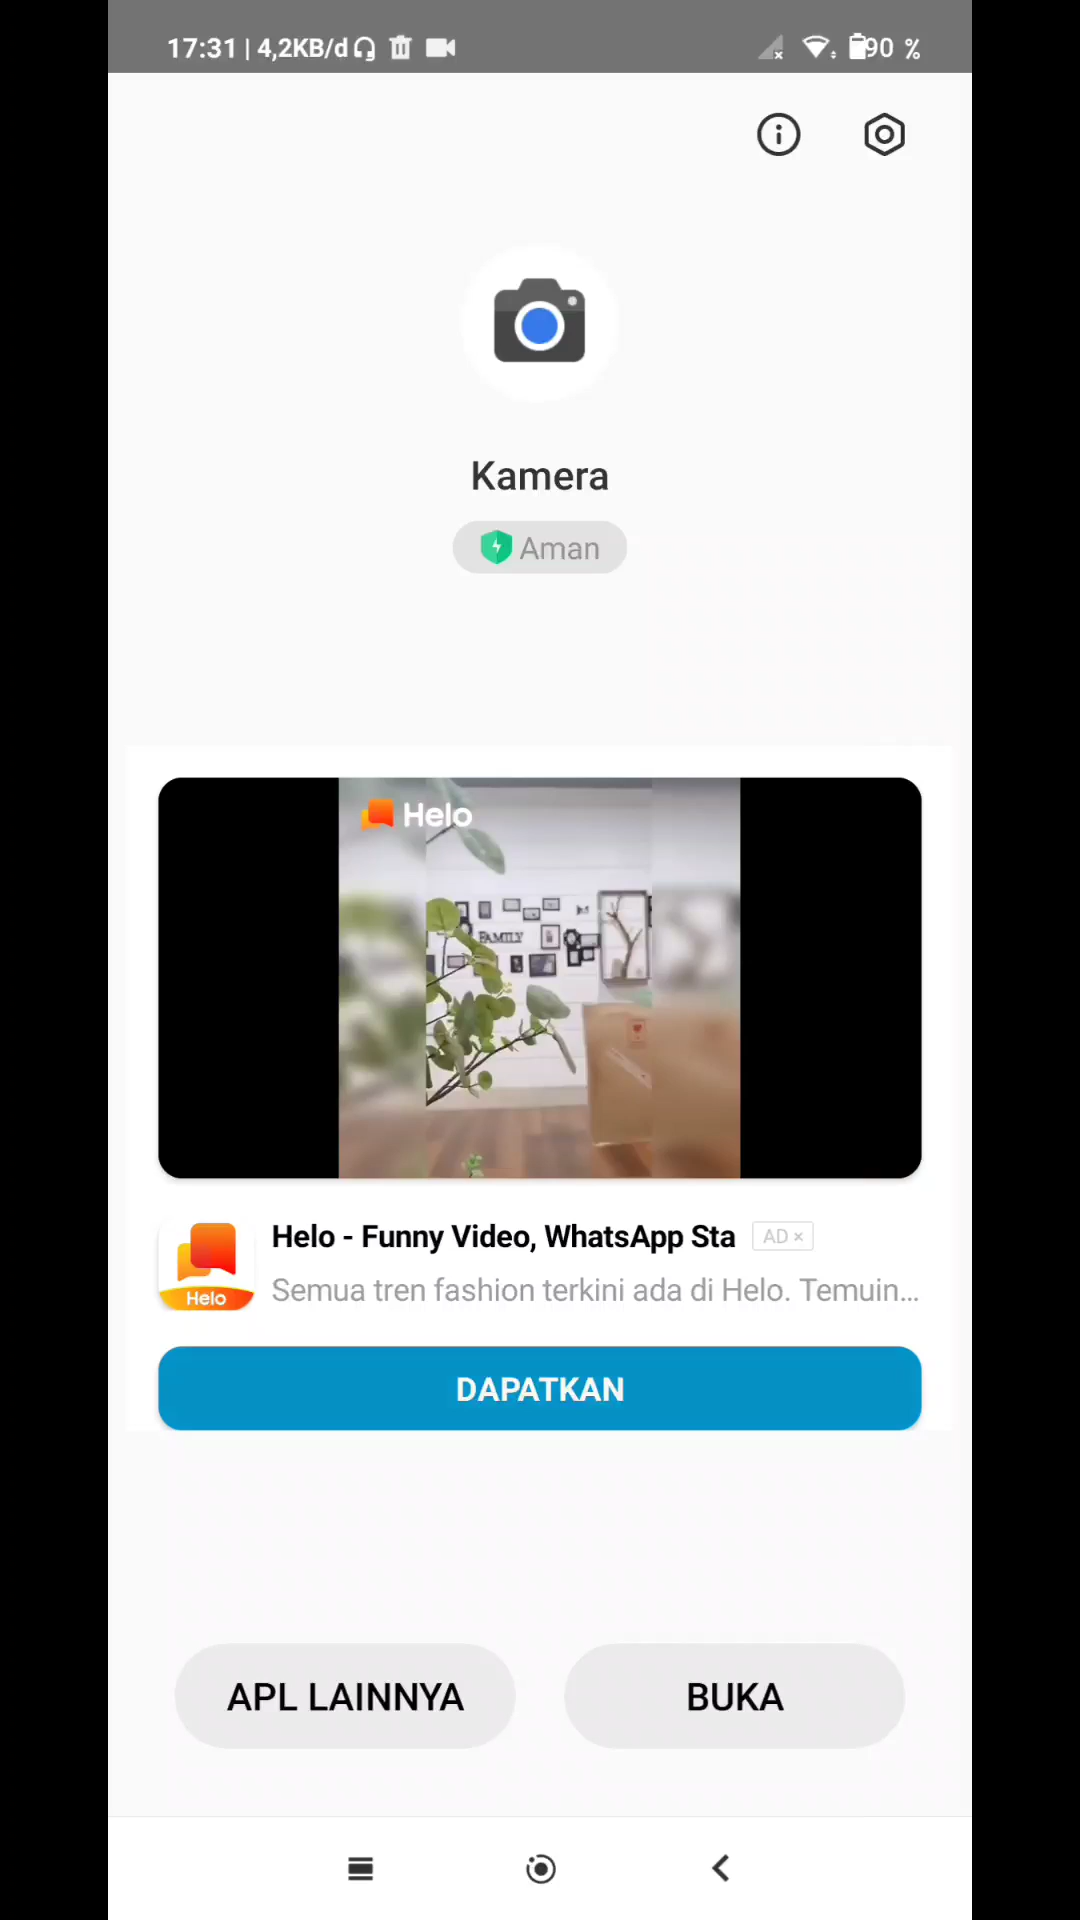 17:31 | 4,2KB/d
90 %
Kamera
Aman
Helo
FAMILY
Helo - Funny Video, WhatsApp Sta
AD ×
Semua tren fashion terkini ada di Helo. Temuin...
Helo
DAPATKAN
APL LAINNYA
BUKA